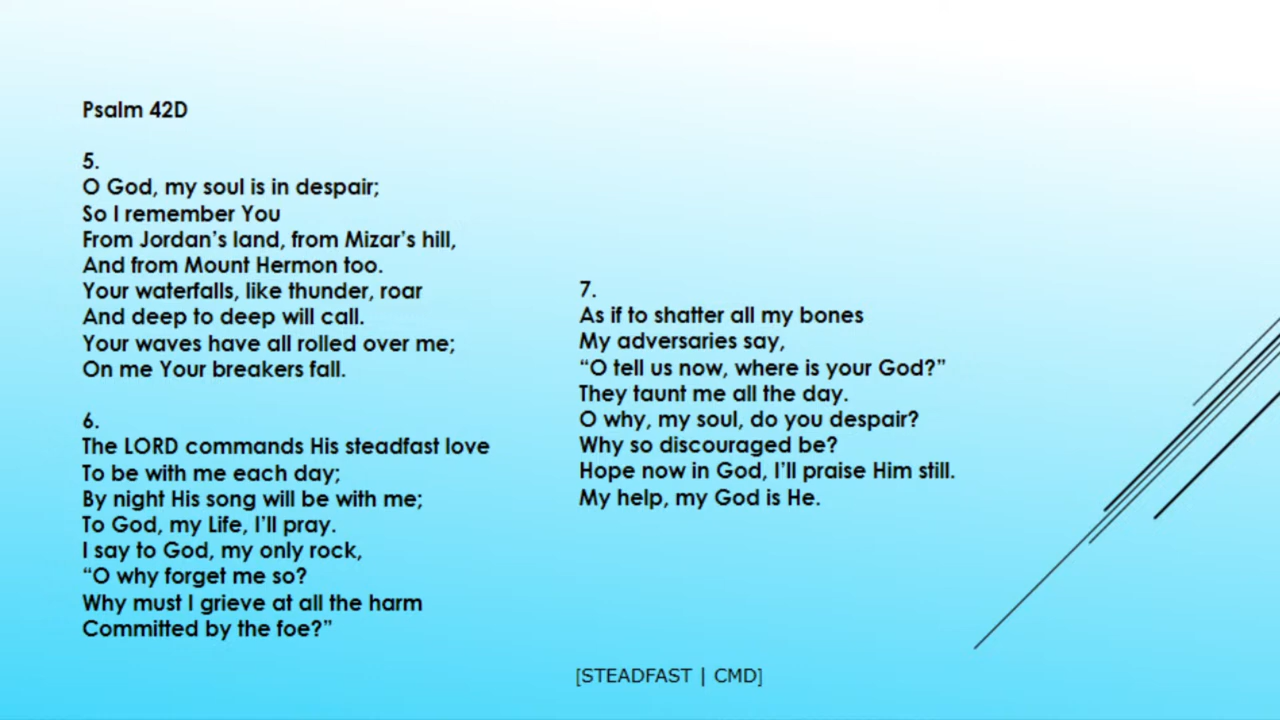 Psalm 42D
5.
O God, my soul is in despair;
So I remember You
From Jordan’s land, from Mizar’s hill,
And from Mount Hermon too.
Your waterfalls, like thunder, roar
And deep to deep will call.
Your waves have all rolled over me;
On me Your breakers fall.
6.
The LORD commands His steadfast love
To be with me each day;
By night His song will be with me;
To God, my Life, I’ll pray.
I say to God, my only rock,
“O why forget me so?
Why must I grieve at all the harm
Committed by the foe?”
7.
As if to shatter all my bones
My adversaries say,
“O tell us now, where is your God?”
They taunt me all the day.
O why, my soul, do you despair?
Why so discouraged be?
Hope now in God, I’ll praise Him still.
My help, my God is He.
[STEADFAST | CMD]